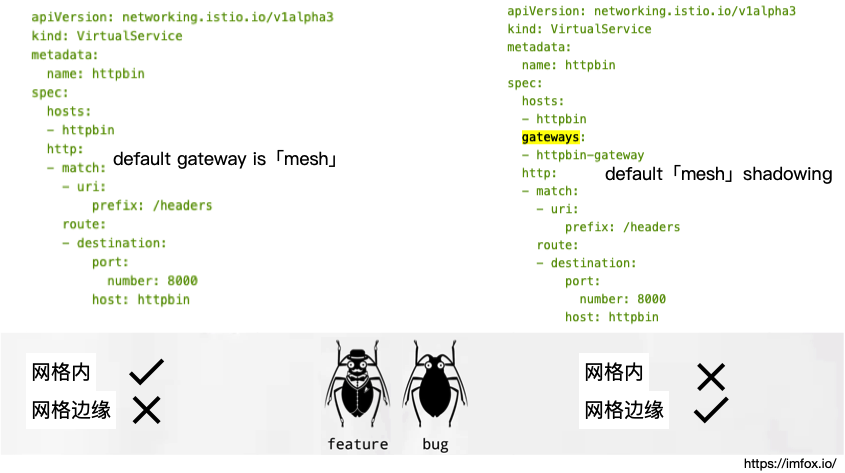 apiVersion: networking.istio.io/v1alpha3
kind: VirtualService
metadata:
  name: httpbin
spec:
  hosts:
  - httpbin
  http:
  - match:
    - uri:
        prefix: /headers
    route:
    - destination:
        port:
          number: 8000
        host: httpbin
default gateway is「mesh」
apiVersion: networking.istio.io/v1alpha3
kind: VirtualService
metadata:
  name: httpbin
spec:
  hosts:
  - httpbin
  gateways:
  - httpbin-gateway
  http:
  - match:
    - uri:
        prefix: /headers
    route:
    - destination:
        port:
          number: 8000
        host: httpbin
default「mesh」shadowing
网格内
网格边缘
feature
bug
网格内
网格边缘
https://imfox.io/